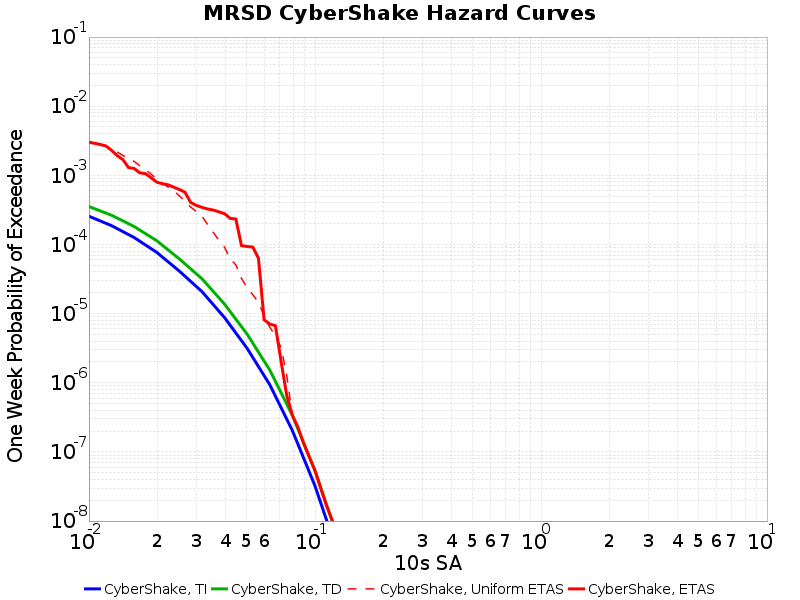 MRSD CyberShake Hazard Curves
One Week Probability of Exceedance
10-1
10-2
10-3
10-4
10-5
10-6
10-7
10-8
10-2 2 3 4 5 6 10-1 2 3 4 5 6 7 100 2 3 4 5 6 7 101
10s SA
CyberShake, TI CyberShake, TD CyberShake, Uniform ETAS CyberShake, ETAS